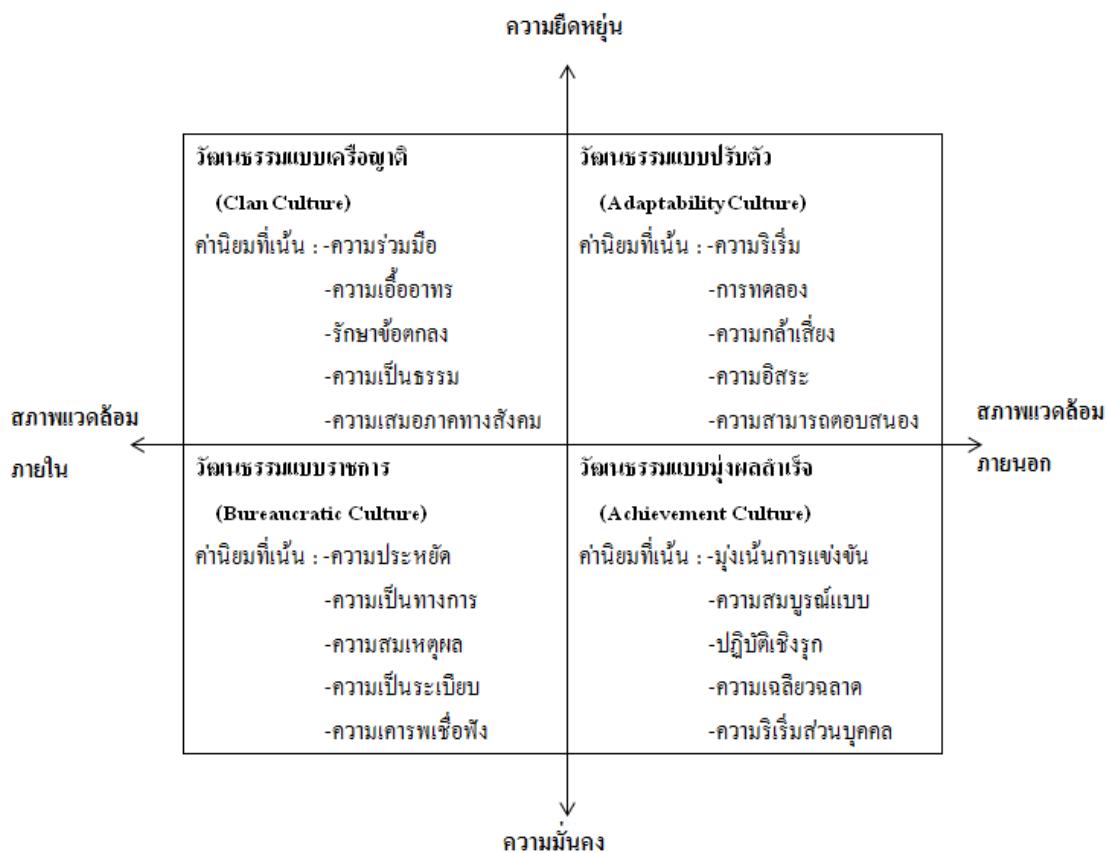 ความยืดหยุ่น
วัฒนธรรมแบบเครือญาติ
(Clan Culture)
ค่านิยมที่เน้น : -ความร่วมมือ
-ความเอื้ออาทร
-รักษาข้อตกลง
-ความเป็นธรรม
-ความเสมอภาคทางสังคม
วัฒนธรรมแบบปรับตัว
(Adaptability Culture)
ค่านิยมที่เน้น : -ความริเริ่ม
-การทดลอง
-ความกล้าเสี่ยง
-ความอิสระ
-ความสามารถตอบสนอง
สภาพแวดล้อม
ภายใน
สภาพแวดล้อม
ภายนอก
วัฒนธรรมแบบราชการ
(Bureaucratic Culture)
ค่านิยมที่เน้น : -ความประหยัด
-ความเป็นทางการ
-ความสมเหตุผล
-ความเป็นระเบียบ
-ความเคารพเชื่อฟัง
วัฒนธรรมแบบมุ่งผลสำเร็จ
(Achievement Culture)
ค่านิยมที่เน้น : -มุ่งเน้นการแข่งขัน
-ความสมบูรณ์แบบ
-ปฏิบัติเชิงรุก
-ความเฉลียวฉลาด
-ความริเริ่มส่วนบุคคล
ความมั่นคง